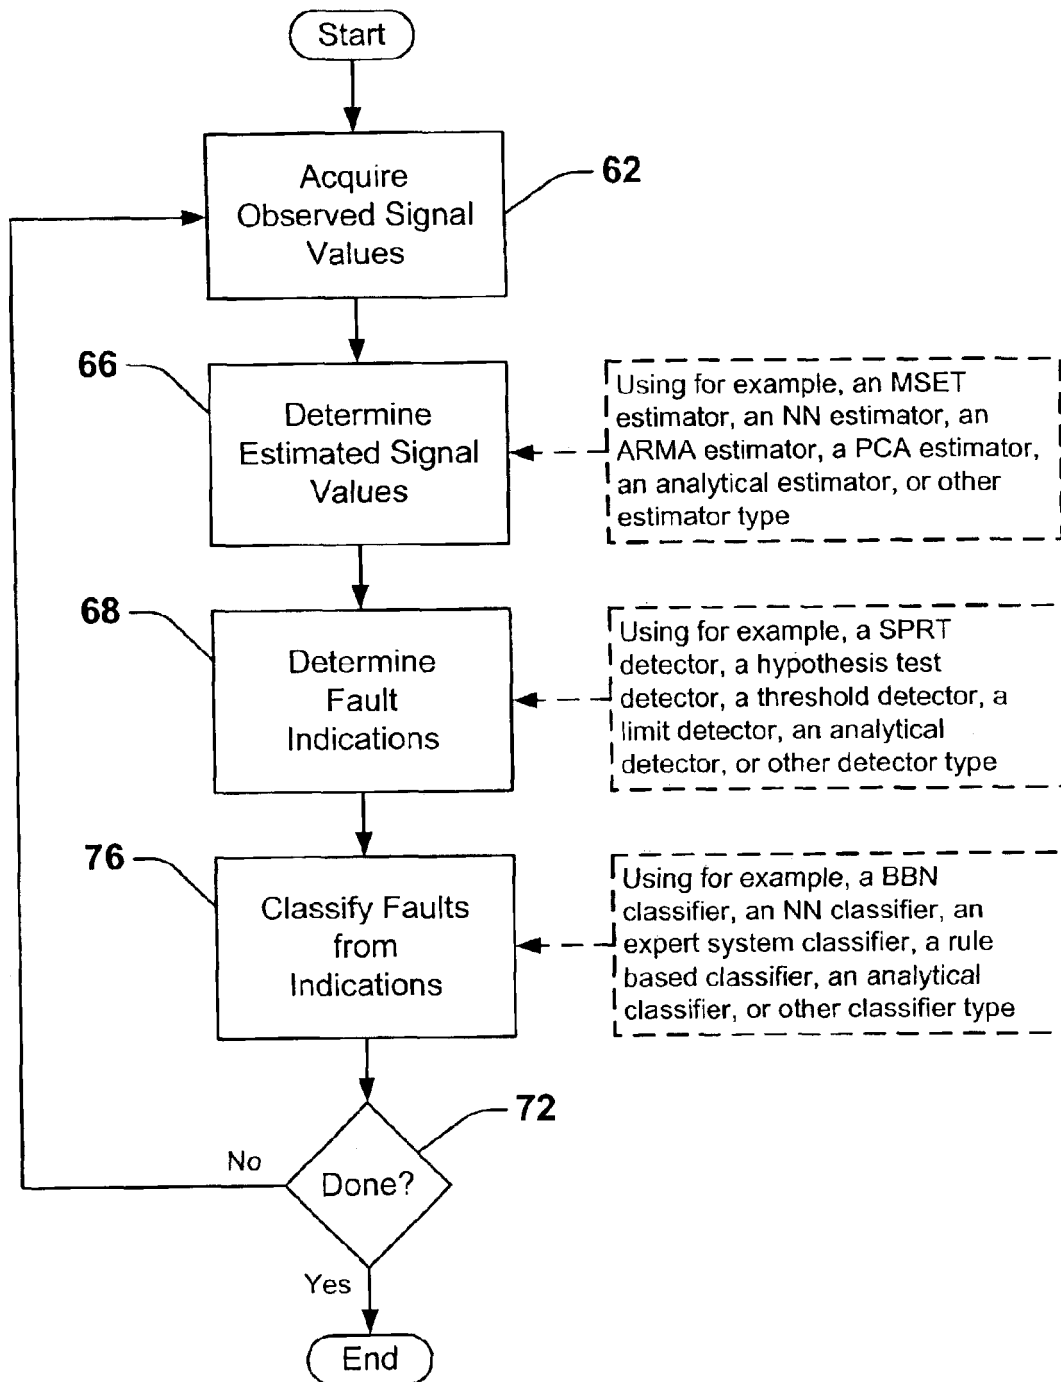 Start
Acquire
Observed Signal
Values
62
66
Determine
Estimated Signal
Values
Using for example, an MSET
estimator, an NN estimator, an
ARMA estimator, a PCA estimator,
an analytical estimator, or other
estimator type
68
Determine
Fault
Indications
Using for example, a SPRT
detector, a hypothesis test
detector, a threshold detector, a
limit detector, an analytical
detector, or other detector type
76
Classify Faults
from
Indications
Using for example, a BBN
classifier, an NN classifier, an
expert system classifier, a rule
based classifier, an analytical
classifier, or other classifier type
72
No
Done?
Yes
End